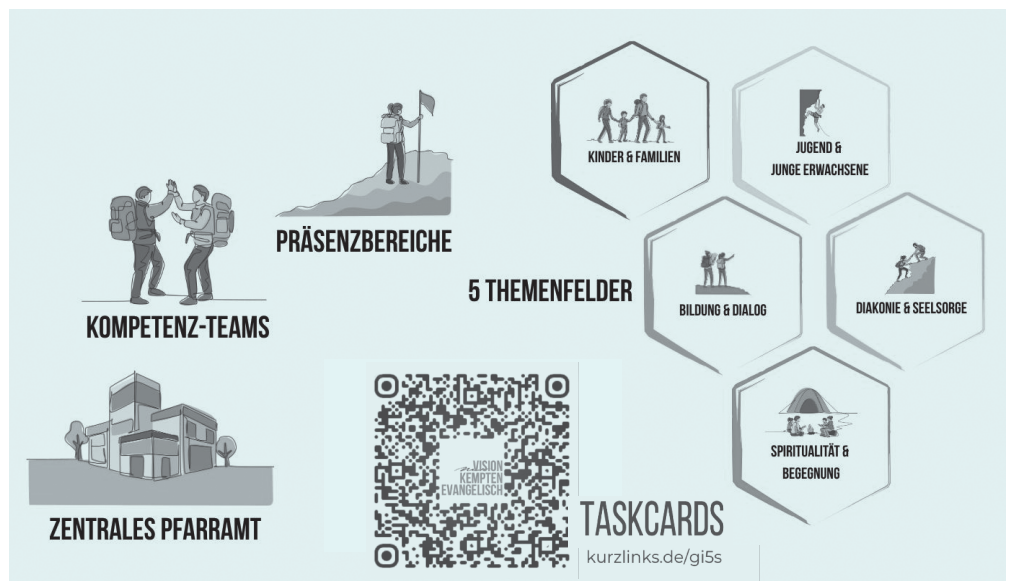 KINDER & FAMILIEN
JUGEND &
JUNGE ERWACHSENE
PRÄSENZBEREICHE
5 THEMENFELDER
BILDUNG & DIALOG
DIAKONIE & SEELSORGE
KOMPETENZ-TEAMS
SPIRITUALITÄT &
BEGEGNUNG
VISION
KEMPTEN
EVANGELISCH
ZENTRALES PFARRAMT
TASKCARDS
kurzlinks.de/gi5s